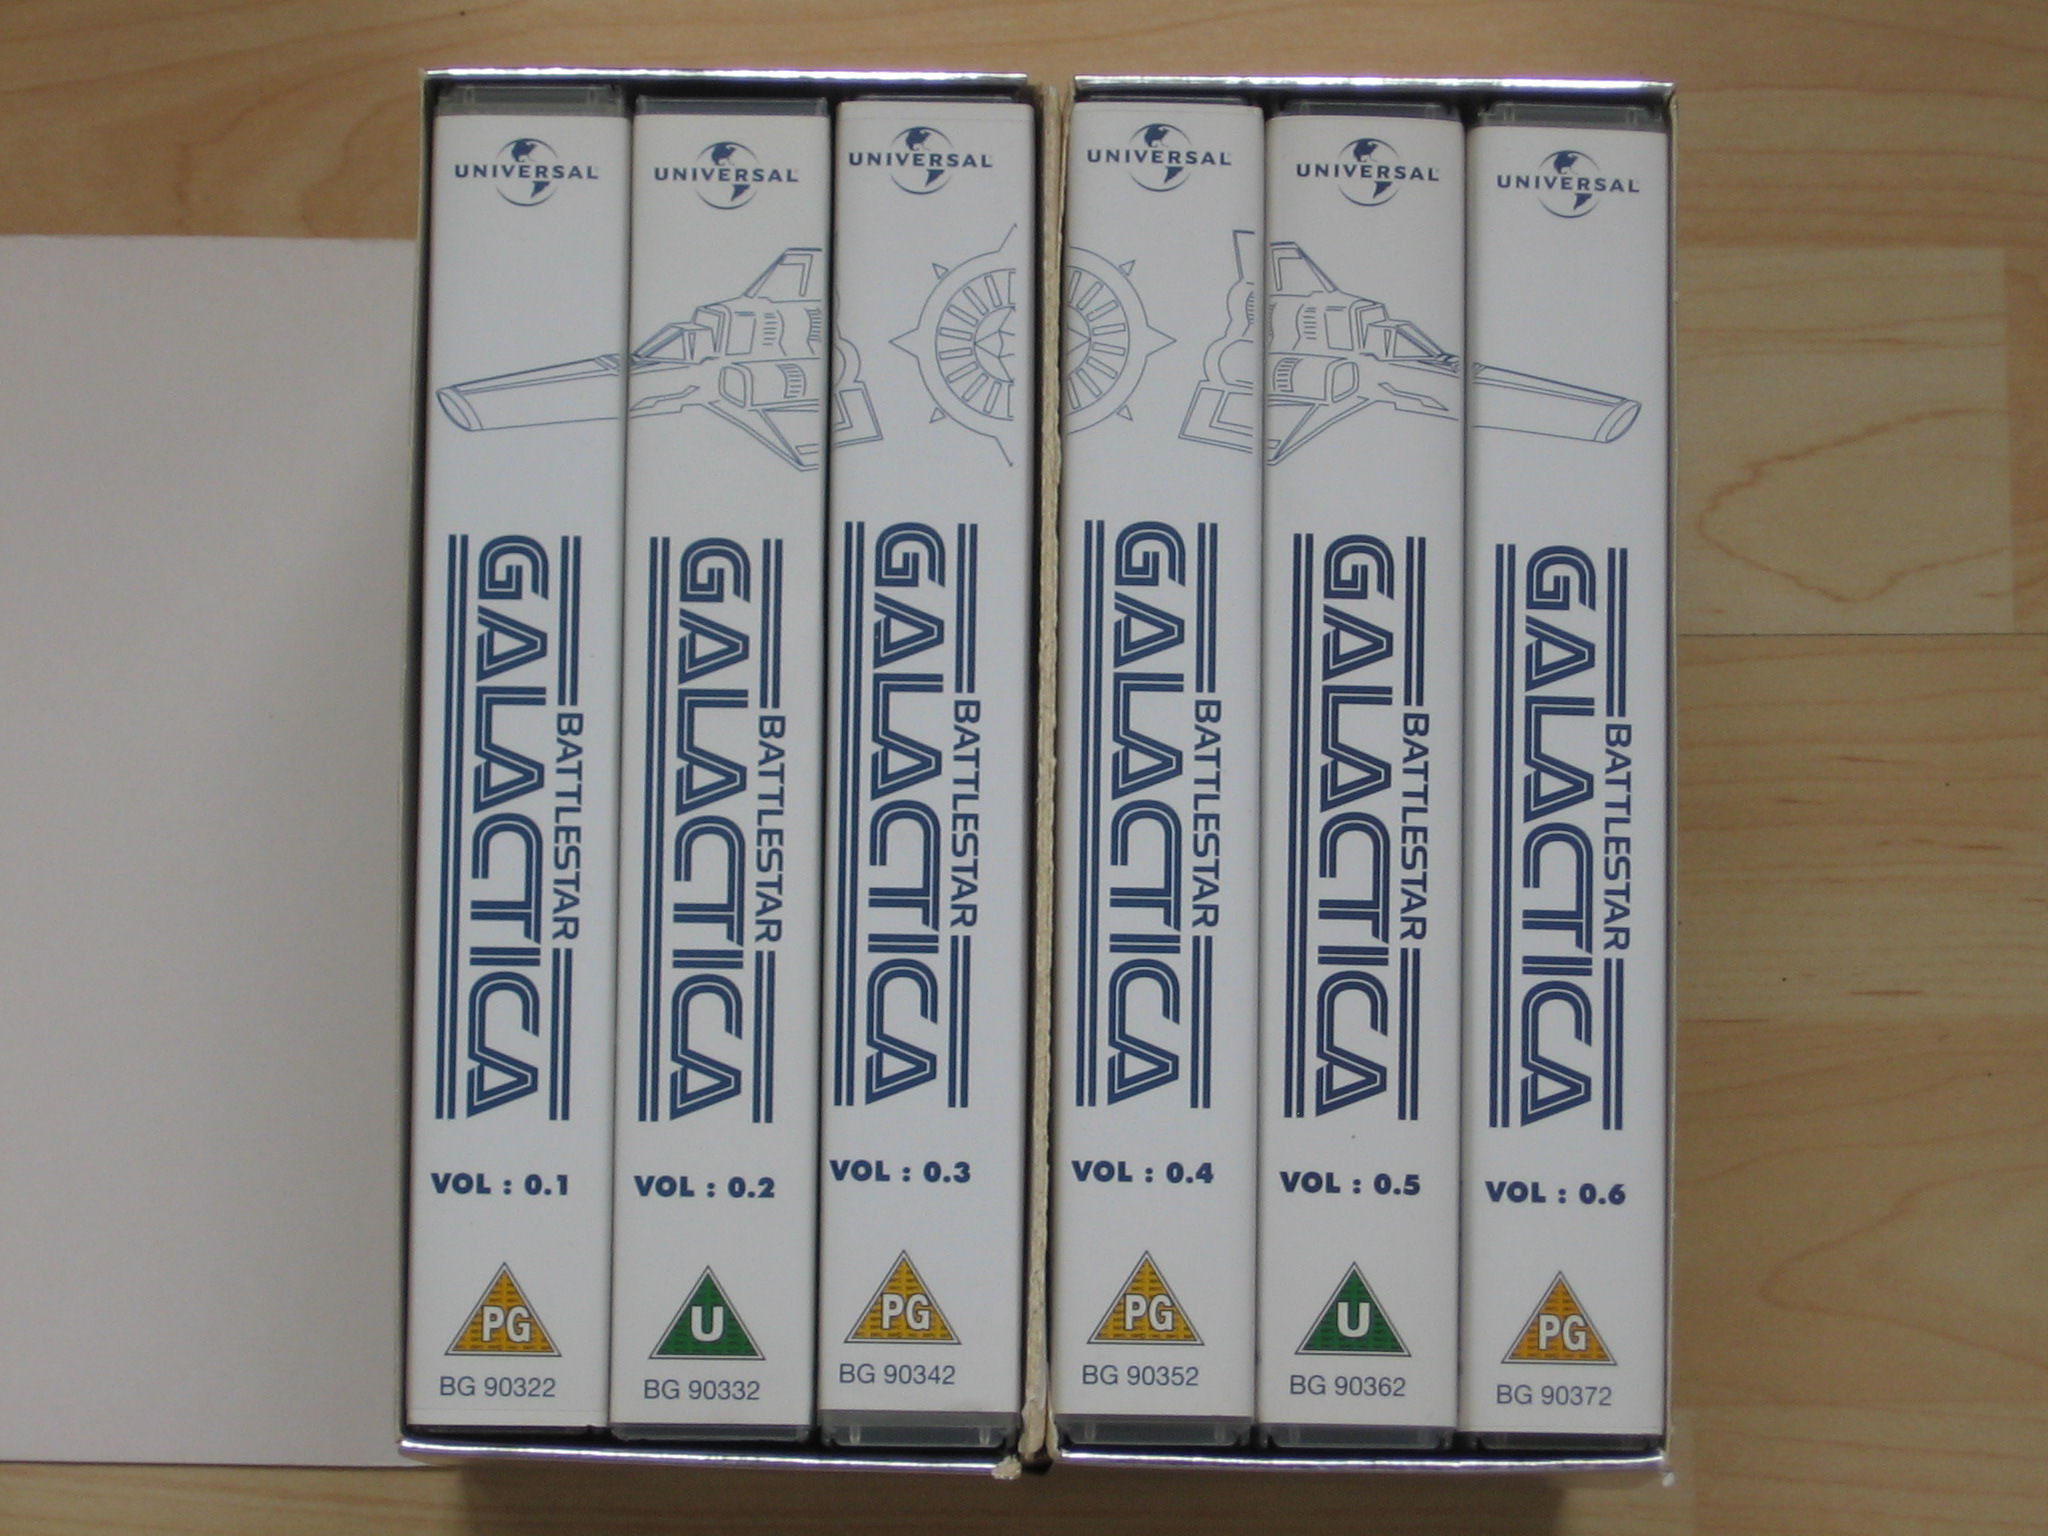 UNIVERSAL
BATTLESTAR
GALACTICA
VOL : 0.1
PG
BG 90322
UNIVERSAL
BATTLESTAR
GALACTICA
VOL : 0.2
U
BG 90332
UNIVERSAL
BATTLESTAR
GALACTICA
VOL : 0.3
PG
BG 90342
UNIVERSAL
BATTLESTAR
GALACTICA
VOL : 0.4
PG
BG 90352
UNIVERSAL
BATTLESTAR
GALACTICA
VOL : 0.5
U
BG 90362
UNIVERSAL
BATTLESTAR
GALACTICA
VOL : 0.6
PG
BG 90372